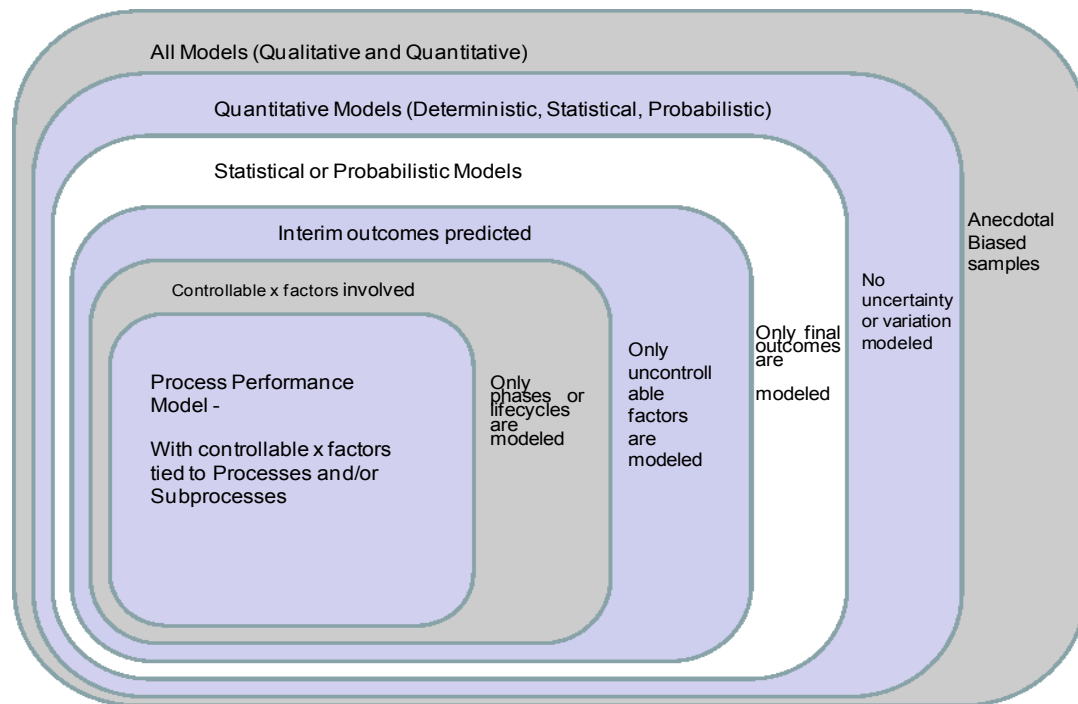 All Models (Qualitative and Quantitative)
Quantitative Models (Deterministic, Statistical, Probabilistic)
Statistical or Probabilistic Models
Interim outcomes predicted
Controllable x factors involved
Process Performance
Model -
With controllable x factors
tied to Processes and/or
Subprocesses
Only
phases or
lifecycles
are
modeled
Only
uncontroll
able
factors
are
modeled
Only final
outcomes
are
modeled
No
uncertainty
or variation
modeled
Anecdotal
Biased
samples